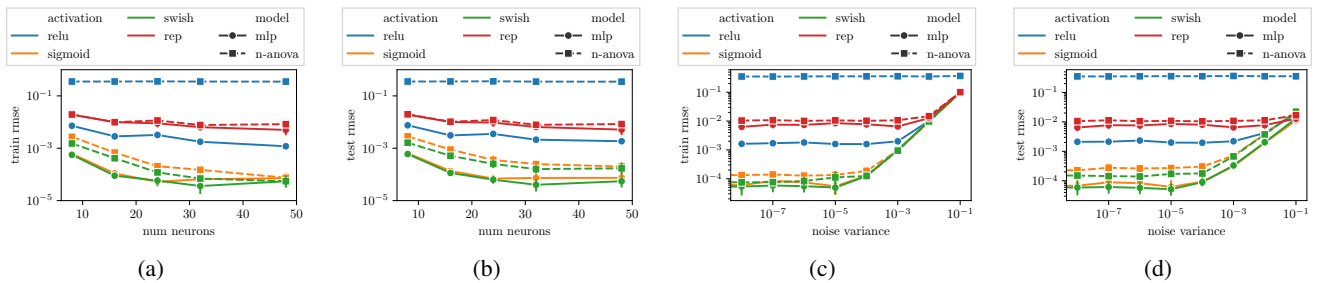 activation swish model
relu rep mlp
sigmoid n-anova
train rmse
10⁻¹
10⁻³
10⁻⁵
10 20 30 40 50
num neurons
(a)
activation swish model
relu rep mlp
sigmoid n-anova
test rmse
10⁻¹
10⁻³
10⁻⁵
10 20 30 40 50
num neurons
(b)
activation swish model
relu rep mlp
sigmoid n-anova
train rmse
10⁻¹
10⁻²
10⁻³
10⁻⁴
10⁻⁷ 10⁻⁵ 10⁻³ 10⁻¹
noise variance
(c)
activation swish model
relu rep mlp
sigmoid n-anova
test rmse
10⁻¹
10⁻²
10⁻³
10⁻⁴
10⁻⁷ 10⁻⁵ 10⁻³ 10⁻¹
noise variance
(d)